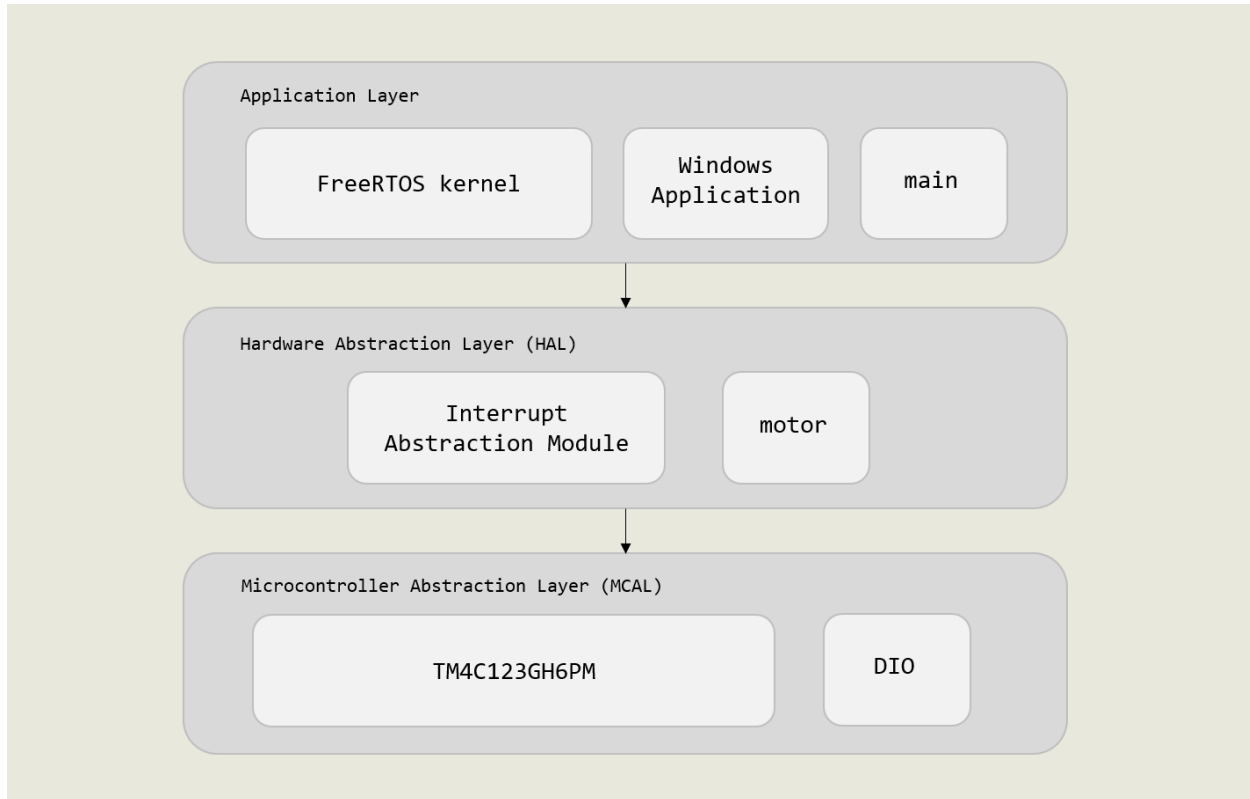 Application Layer
FreeRTOS kernel
Windows
Application
main
Hardware Abstraction Layer (HAL)
Interrupt
Abstraction Module
motor
Microcontroller Abstraction Layer (MCAL)
TM4C123GH6PM
DIO